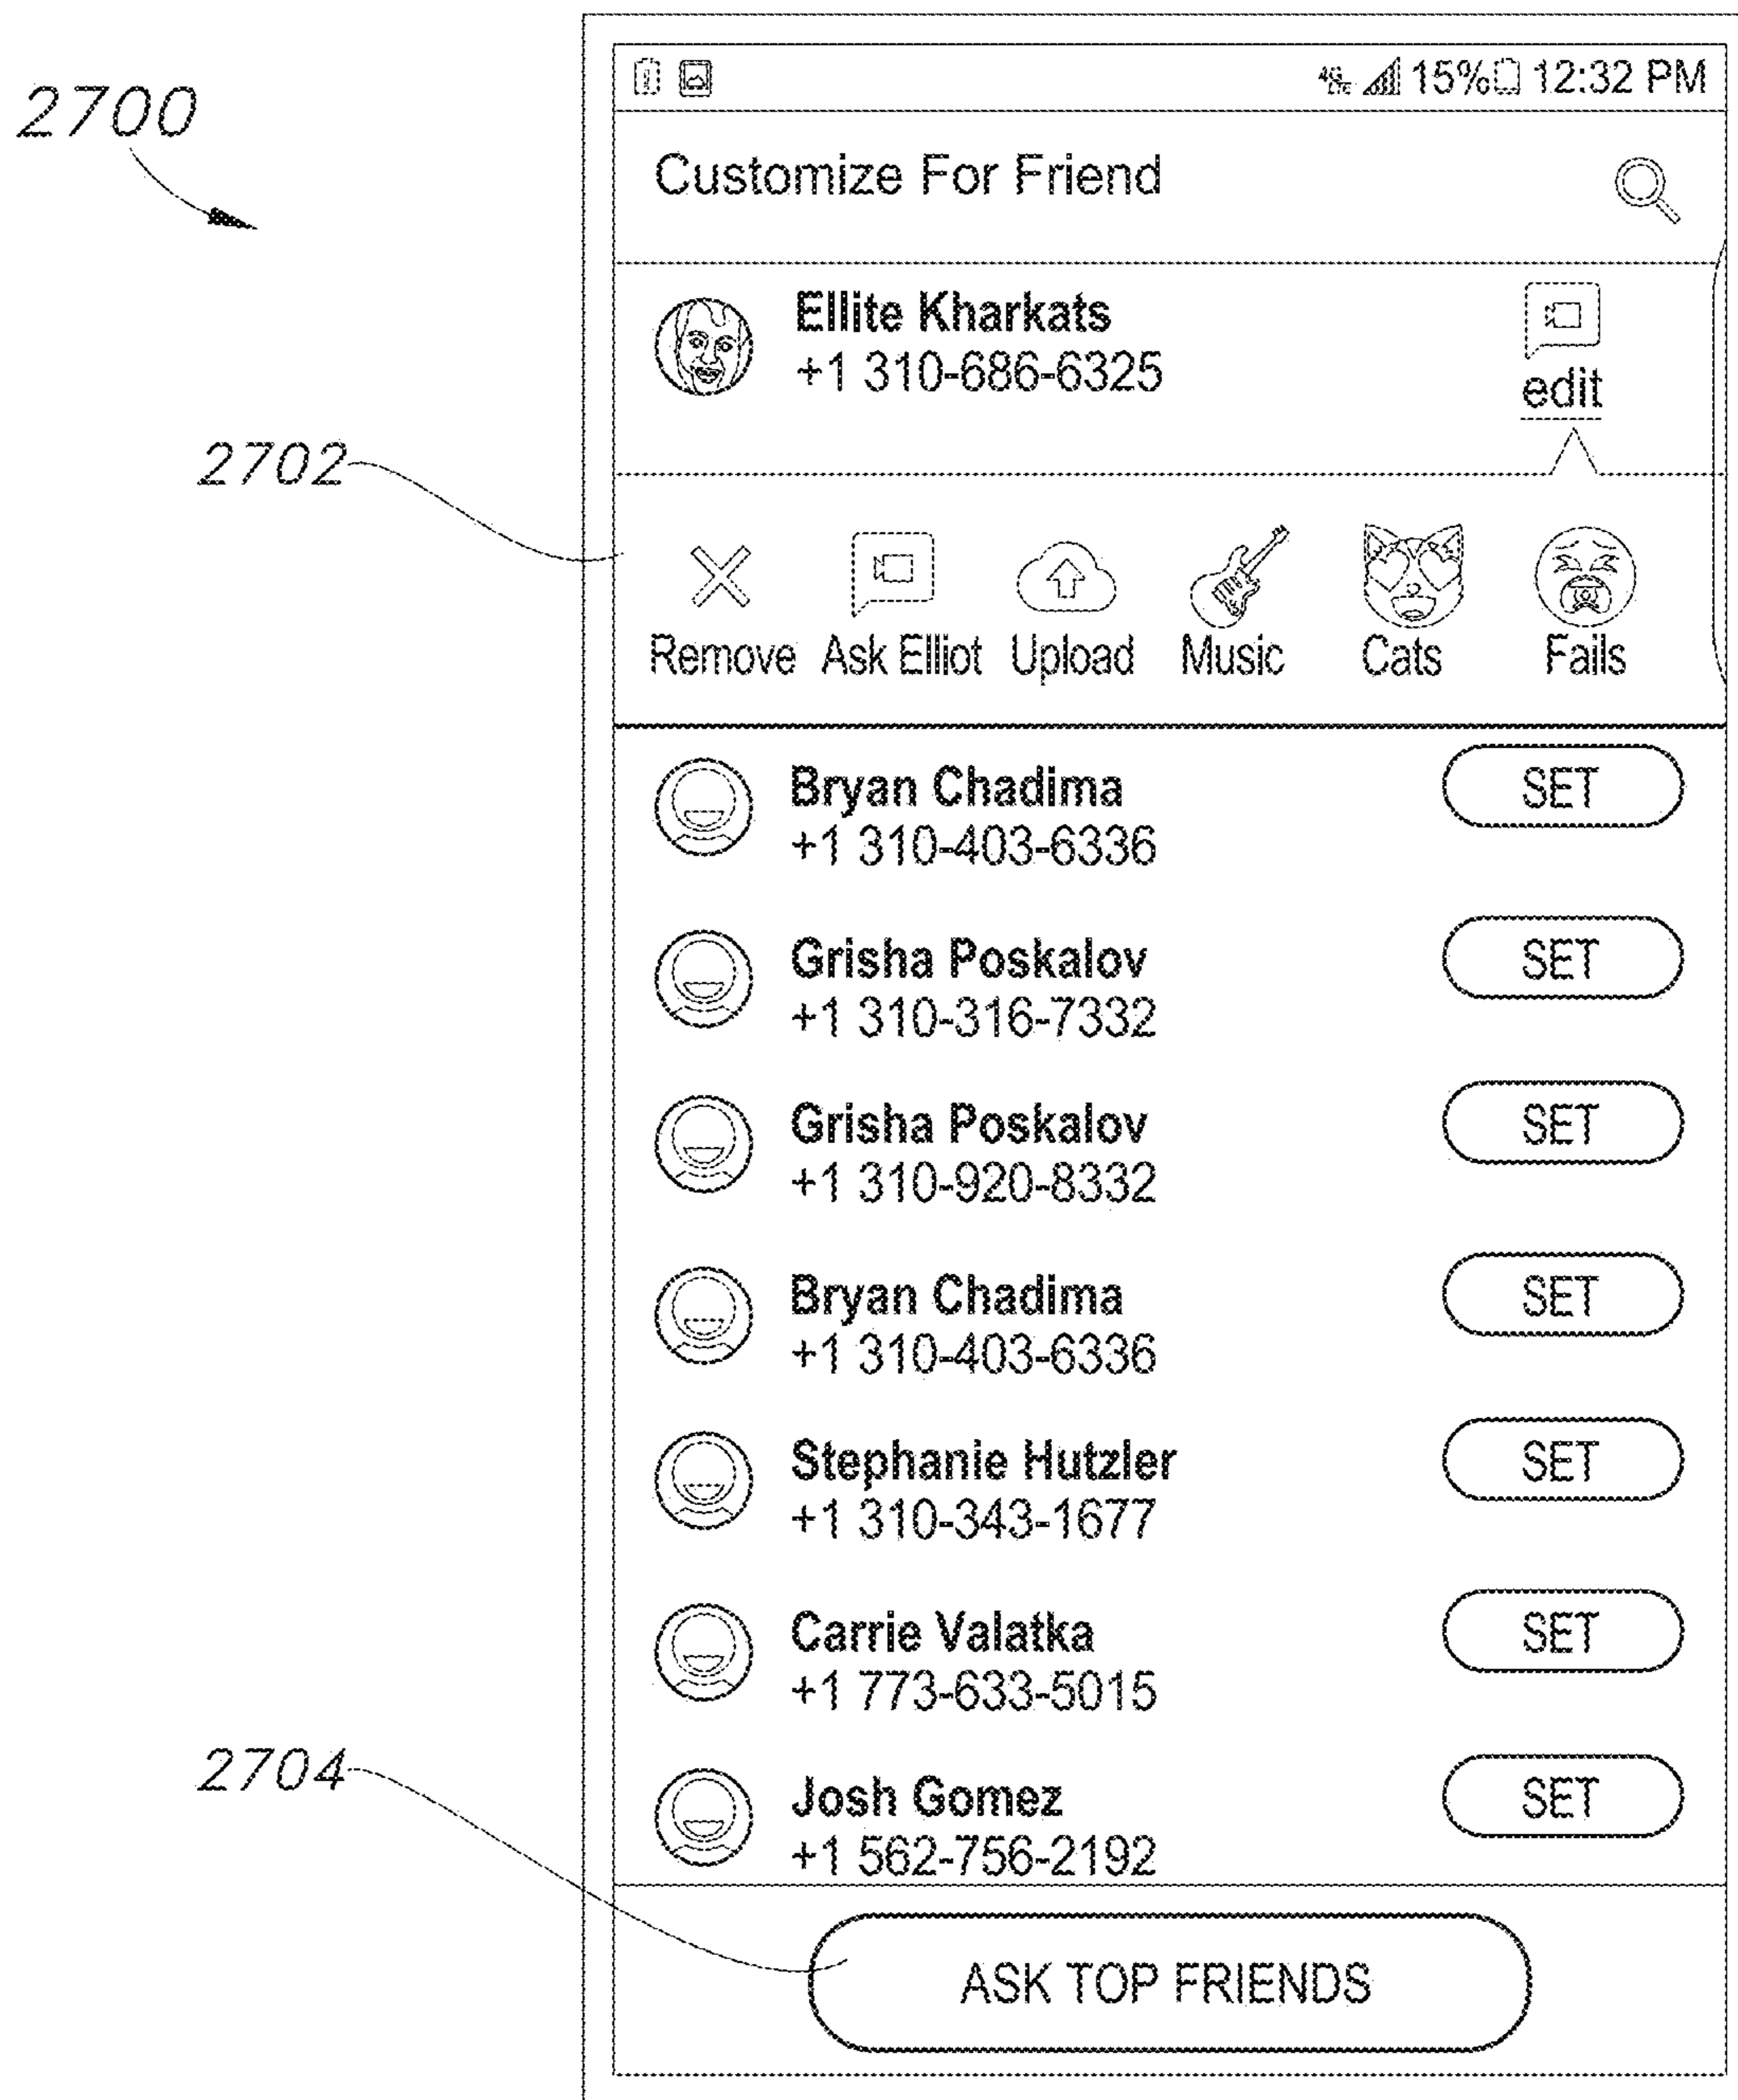 2700
4G LTE 15% 12:32 PM
Customize For Friend
Ellite Kharkats
+1 310-686-6325
edit
2702
Remove Ask Elliot Upload Music Cats Fails
Bryan Chadima SET
+1 310-403-6336
Grisha Poskalov SET
+1 310-316-7332
Grisha Poskalov SET
+1 310-920-8332
Bryan Chadima SET
+1 310-403-6336
Stephanie Hutzler SET
+1 310-343-1677
Carrie Valatka SET
+1 773-633-5015
2704
Josh Gomez SET
+1 562-756-2192
ASK TOP FRIENDS